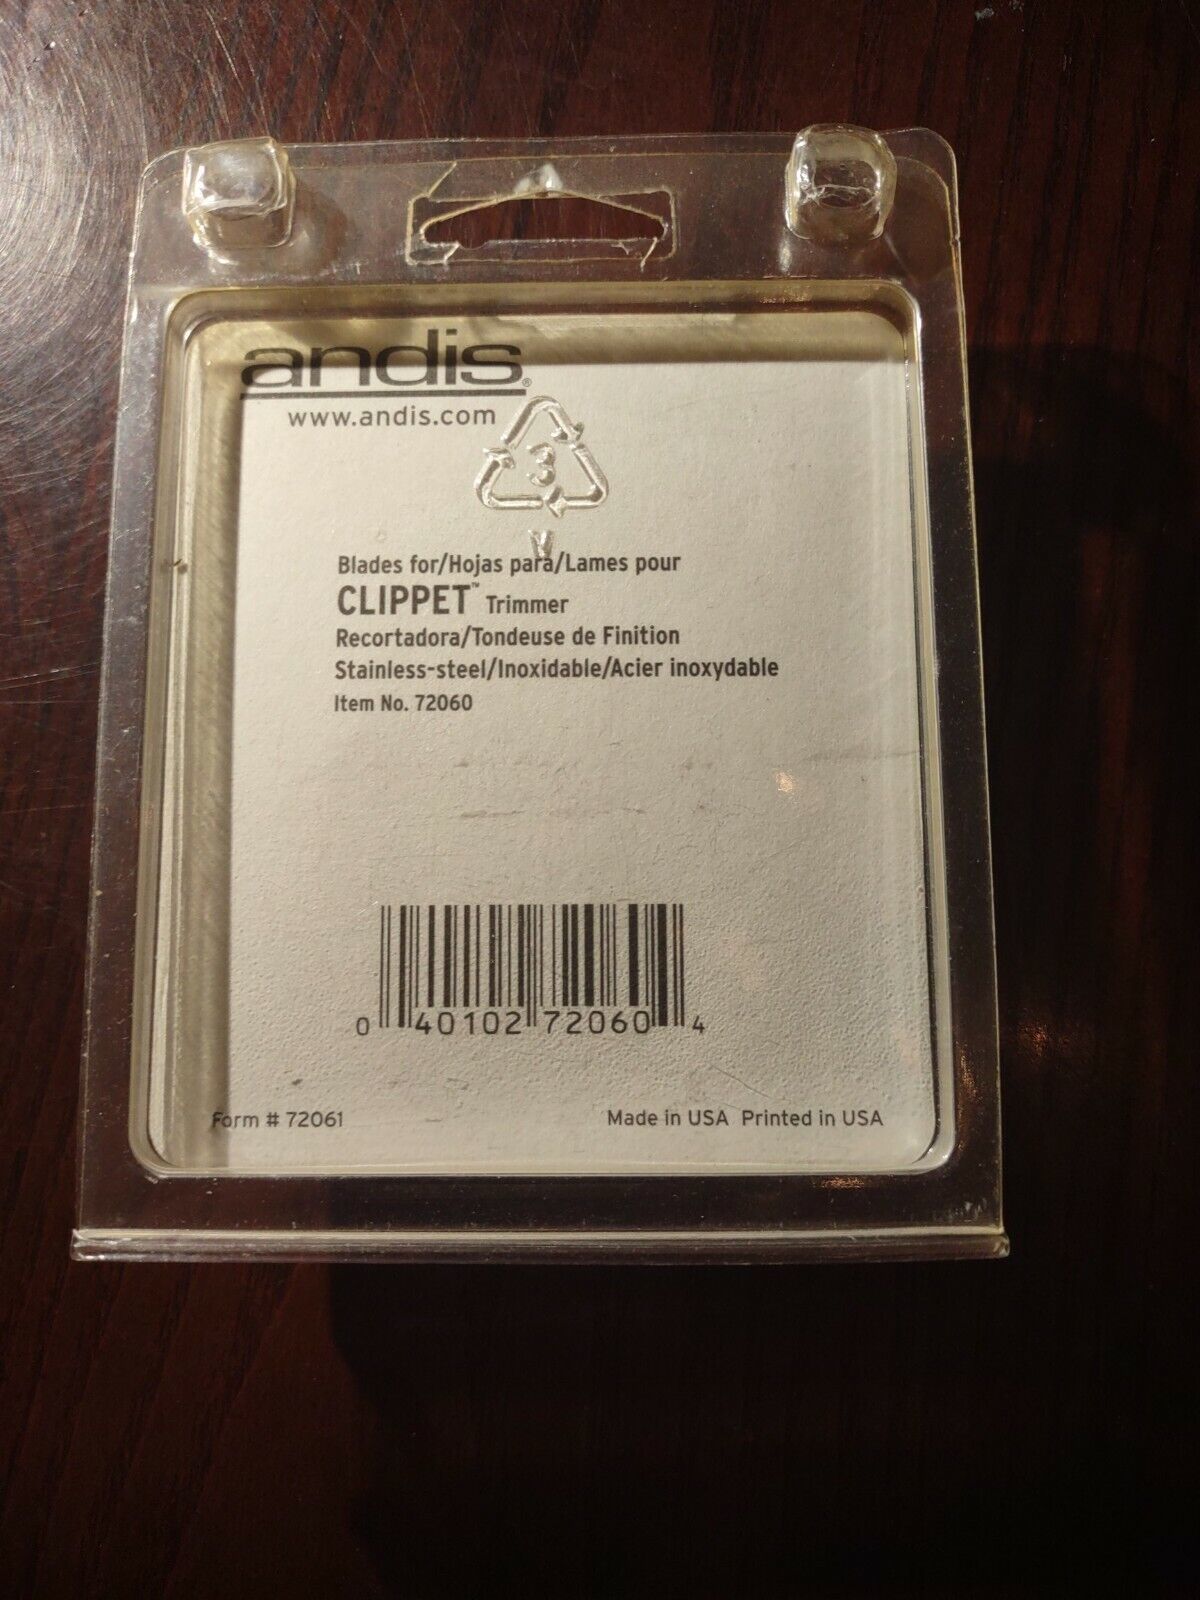 andis®
www.andis.com
3
V
Blades for/Hojas para/Lames pour
CLIPPET™ Trimmer
Recortadora/Tondeuse de Finition
Stainless-steel/Inoxidable/Acier inoxydable
Item No. 72060
0 40102 72060 4
Form # 72061 Made in USA Printed in USA